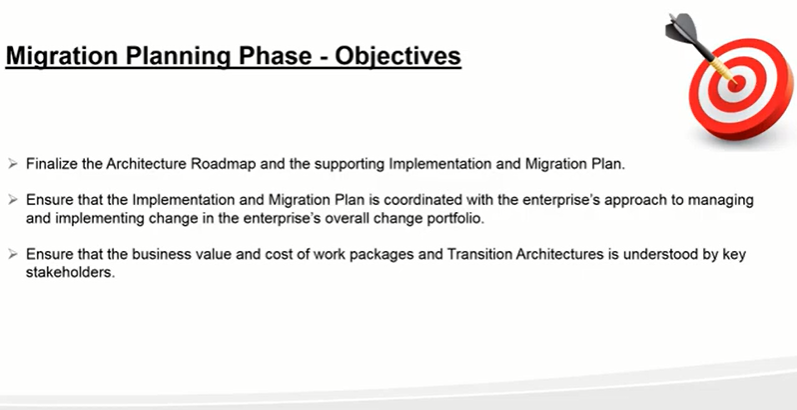 Migration Planning Phase - Objectives
Finalize the Architecture Roadmap and the supporting Implementation and Migration Plan.
Ensure that the Implementation and Migration Plan is coordinated with the enterprise's approach to managing
and implementing change in the enterprise's overall change portfolio.
Ensure that the business value and cost of work packages and Transition Architectures is understood by key
stakeholders.